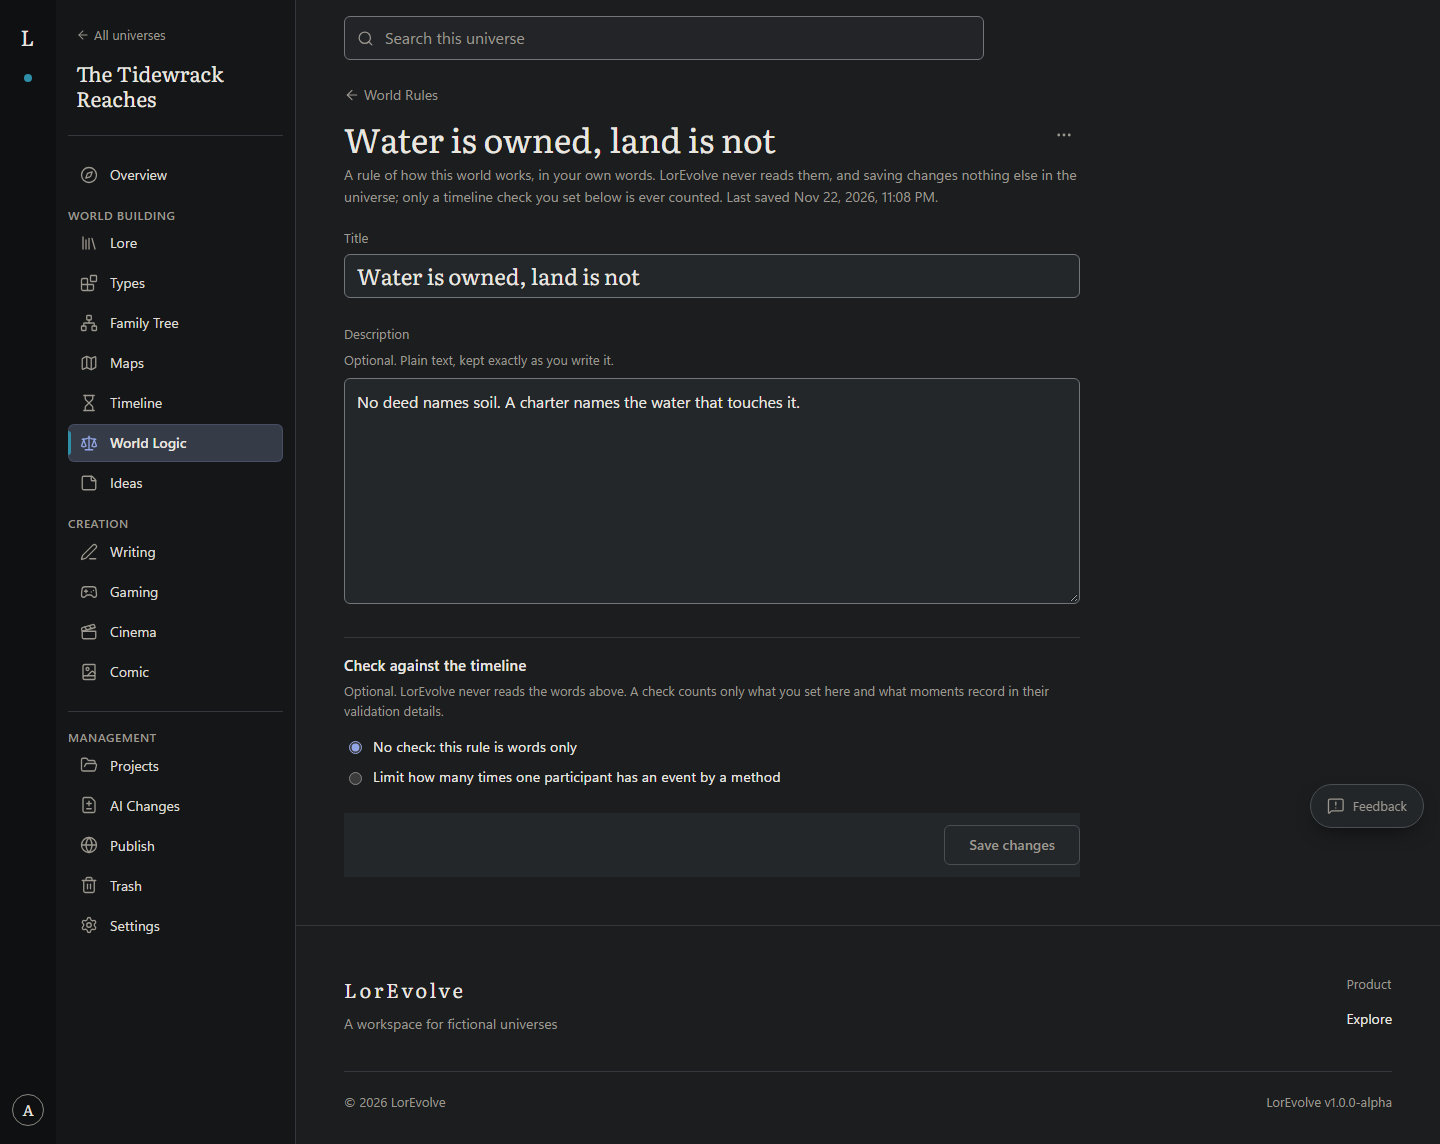 L
← All universes
The Tidewrack
Reaches
Overview
WORLD BUILDING
Lore
Types
Family Tree
Maps
Timeline
World Logic
Ideas
CREATION
Writing
Gaming
Cinema
Comic
MANAGEMENT
Projects
AI Changes
Publish
Trash
Settings
A
Search this universe
← World Rules
Water is owned, land is not
A rule of how this world works, in your own words. LorEvolve never reads them, and saving changes nothing else in the
universe; only a timeline check you set below is ever counted. Last saved Nov 22, 2026, 11:08 PM.
Title
Water is owned, land is not
Description
Optional. Plain text, kept exactly as you write it.
No deed names soil. A charter names the water that touches it.
Check against the timeline
Optional. LorEvolve never reads the words above. A check counts only what you set here and what moments record in their
validation details.
No check: this rule is words only
Limit how many times one participant has an event by a method
Save changes
Feedback
LorEvolve
A workspace for fictional universes
Product
Explore
© 2026 LorEvolve
LorEvolve v1.0.0-alpha